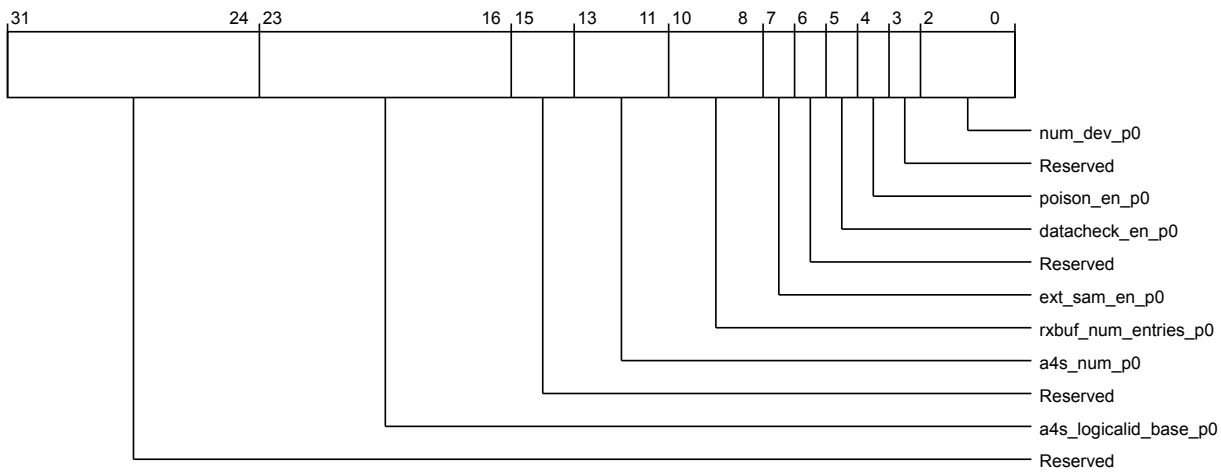 31 24 23 16 15 13 11 10 8 7 6 5 4 3 2 0
num_dev_p0
Reserved
poison_en_p0
datacheck_en_p0
Reserved
ext_sam_en_p0
rxbuf_num_entries_p0
a4s_num_p0
Reserved
a4s_logicalid_base_p0
Reserved